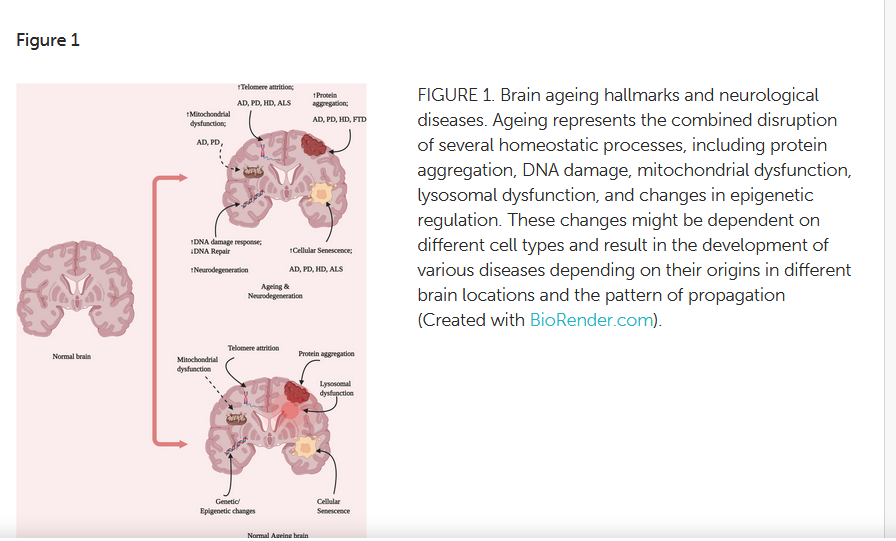 Figure 1
↑Telomere attrition;
AD, PD, HD, ALS
↑Protein
aggregation;
AD, PD, HD, FTD
↑Mitochondrial
dysfunction;
AD, PD,
↑DNA damage response;
↓DNA Repair
↑Neurodegeneration
↑Cellular Senescence;
AD, PD, HD, ALS
Ageing &
Neurodegeneration
Normal brain
Telomere attrition
Mitochondrial
dysfunction
Protein aggregation
Lysosomal
dysfunction
Genetic/
Epigenetic changes
Cellular
Senescence
Normal Ageing brain
FIGURE 1. Brain ageing hallmarks and neurological
diseases. Ageing represents the combined disruption
of several homeostatic processes, including protein
aggregation, DNA damage, mitochondrial dysfunction,
lysosomal dysfunction, and changes in epigenetic
regulation. These changes might be dependent on
different cell types and result in the development of
various diseases depending on their origins in different
brain locations and the pattern of propagation
(Created with BioRender.com).